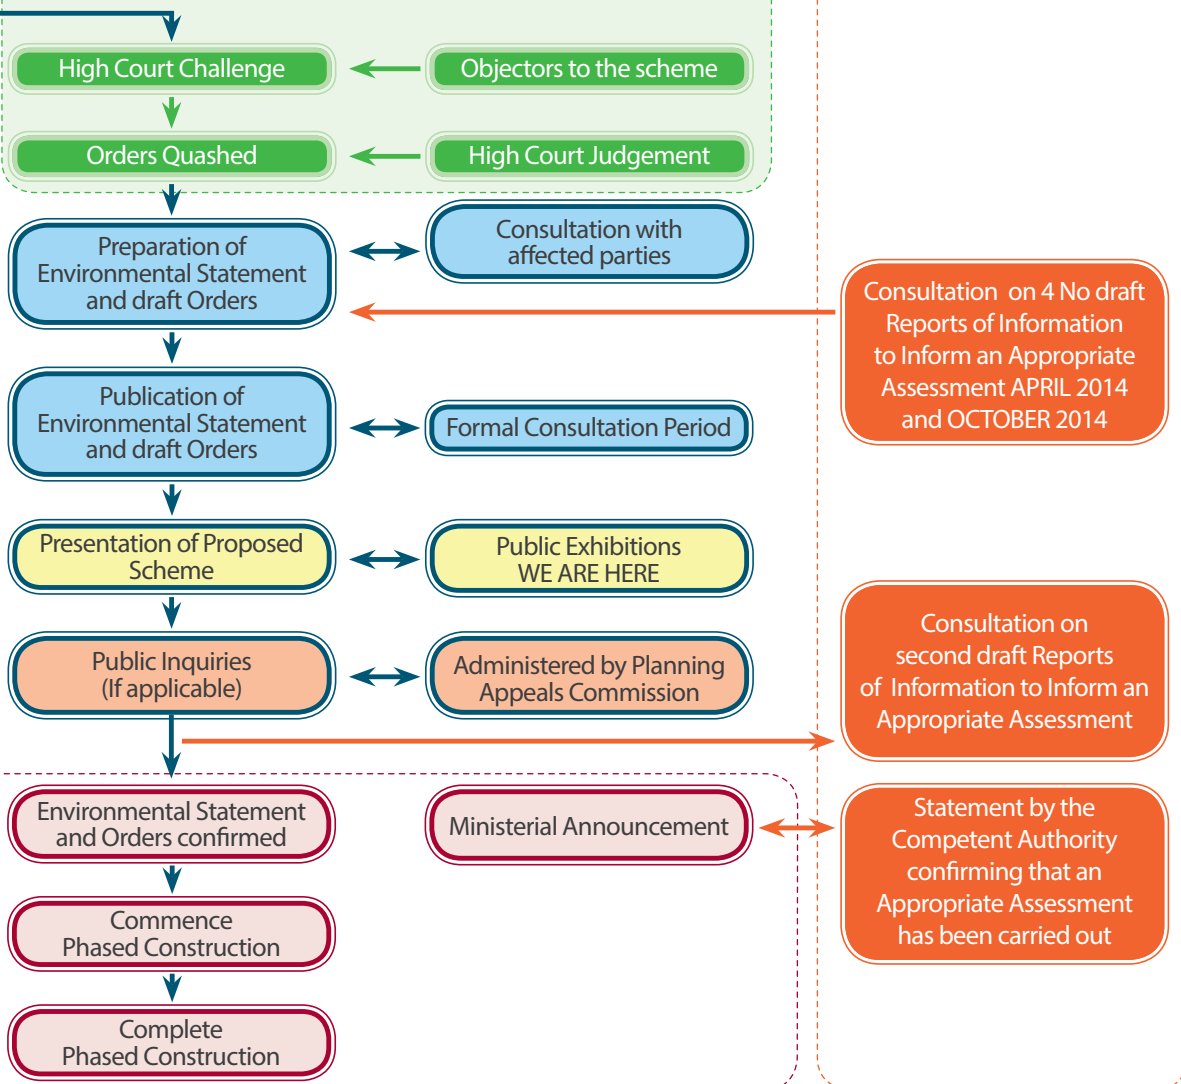 High Court Challenge
Objectors to the scheme
Orders Quashed
High Court Judgement
Preparation of
Environmental Statement
and draft Orders
Consultation with
affected parties
Consultation on 4 No draft
Reports of Information
to Inform an Appropriate
Assessment APRIL 2014
and OCTOBER 2014
Publication of
Environmental Statement
and draft Orders
Formal Consultation Period
Presentation of Proposed
Scheme
Public Exhibitions
WE ARE HERE
Public Inquiries
(If applicable)
Administered by Planning
Appeals Commission
Consultation on
second draft Reports
of Information to Inform an
Appropriate Assessment
Environmental Statement
and Orders confirmed
Ministerial Announcement
Statement by the
Competent Authority
confirming that an
Appropriate Assessment
has been carried out
Commence
Phased Construction
Complete
Phased Construction